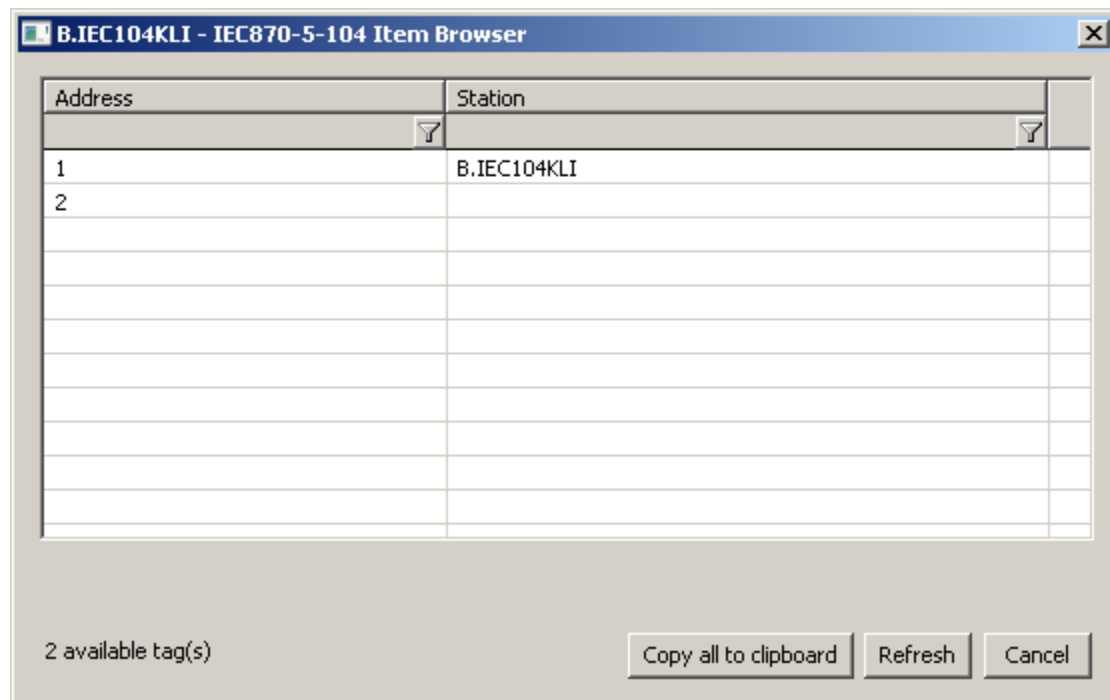 B.IEC104KLI - IEC870-5-104 Item Browser
Address Station
1 B.IEC104KLI
2
2 available tag(s) Copy all to clipboard Refresh Cancel